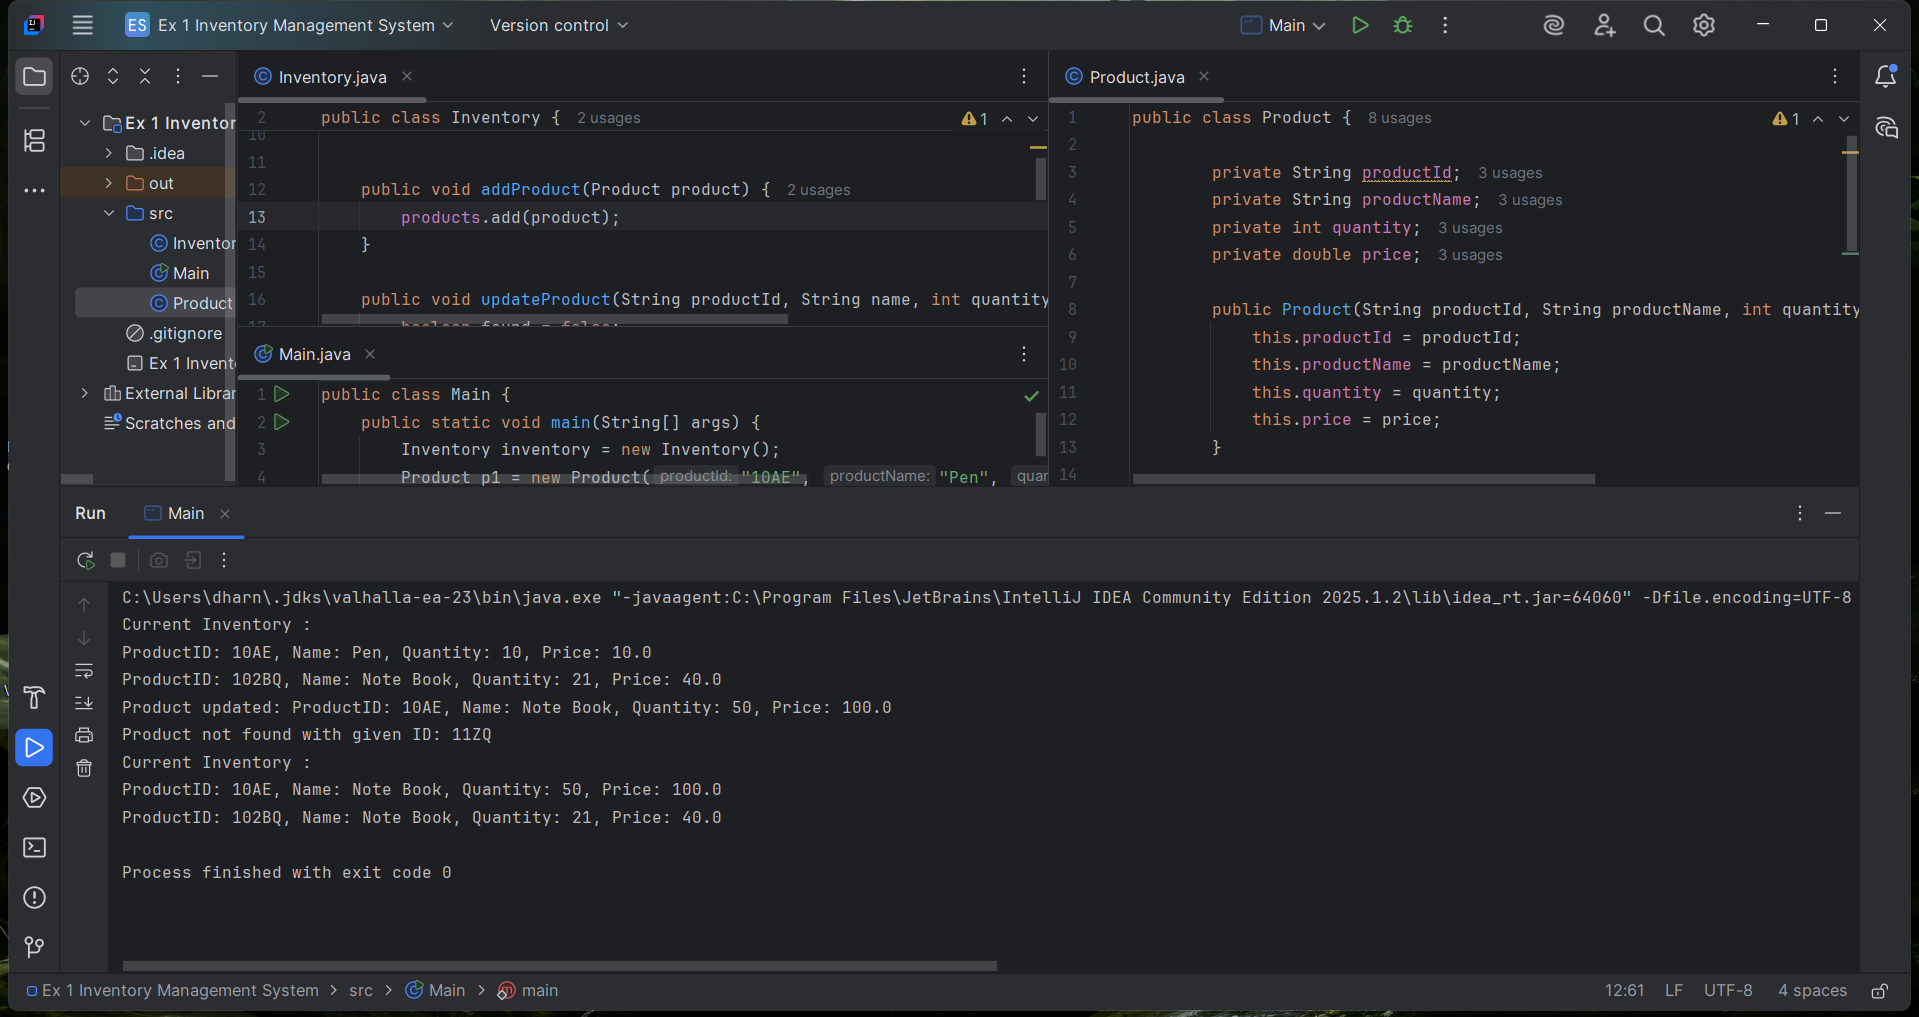 ES Ex 1 Inventory Management System Version control Main
Inventory.java
2 public class Inventory { 2 usages 1
10
11
12 public void addProduct(Product product) { 2 usages
13 products.add(product);
14 }
15
16 public void updateProduct(String productId, String name, int quantity
17 boolean found = false;
Main.java
1 public class Main {
2 public static void main(String[] args) {
3 Inventory inventory = new Inventory();
4 Product p1 = new Product( productId: "10AE", productName: "Pen", quar
Product.java
1 public class Product { 8 usages 1
2
3 private String productId; 3 usages
4 private String productName; 3 usages
5 private int quantity; 3 usages
6 private double price; 3 usages
7
8 public Product(String productId, String productName, int quantity
9 this.productId = productId;
10 this.productName = productName;
11 this.quantity = quantity;
12 this.price = price;
13 }
14
Ex 1 Inventor
.idea
out
src
Inventor
Main
Product
.gitignore
Ex 1 Invent
External Librar
Scratches and
Run Main
C:\Users\dharn\.jdks\valhalla-ea-23\bin\java.exe "-javaagent:C:\Program Files\JetBrains\IntelliJ IDEA Community Edition 2025.1.2\lib\idea_rt.jar=64060" -Dfile.encoding=UTF-8
Current Inventory :
ProductID: 10AE, Name: Pen, Quantity: 10, Price: 10.0
ProductID: 102BQ, Name: Note Book, Quantity: 21, Price: 40.0
Product updated: ProductID: 10AE, Name: Note Book, Quantity: 50, Price: 100.0
Product not found with given ID: 11ZQ
Current Inventory :
ProductID: 10AE, Name: Note Book, Quantity: 50, Price: 100.0
ProductID: 102BQ, Name: Note Book, Quantity: 21, Price: 40.0
Process finished with exit code 0
Ex 1 Inventory Management System > src > Main > main
12:61 LF UTF-8 4 spaces